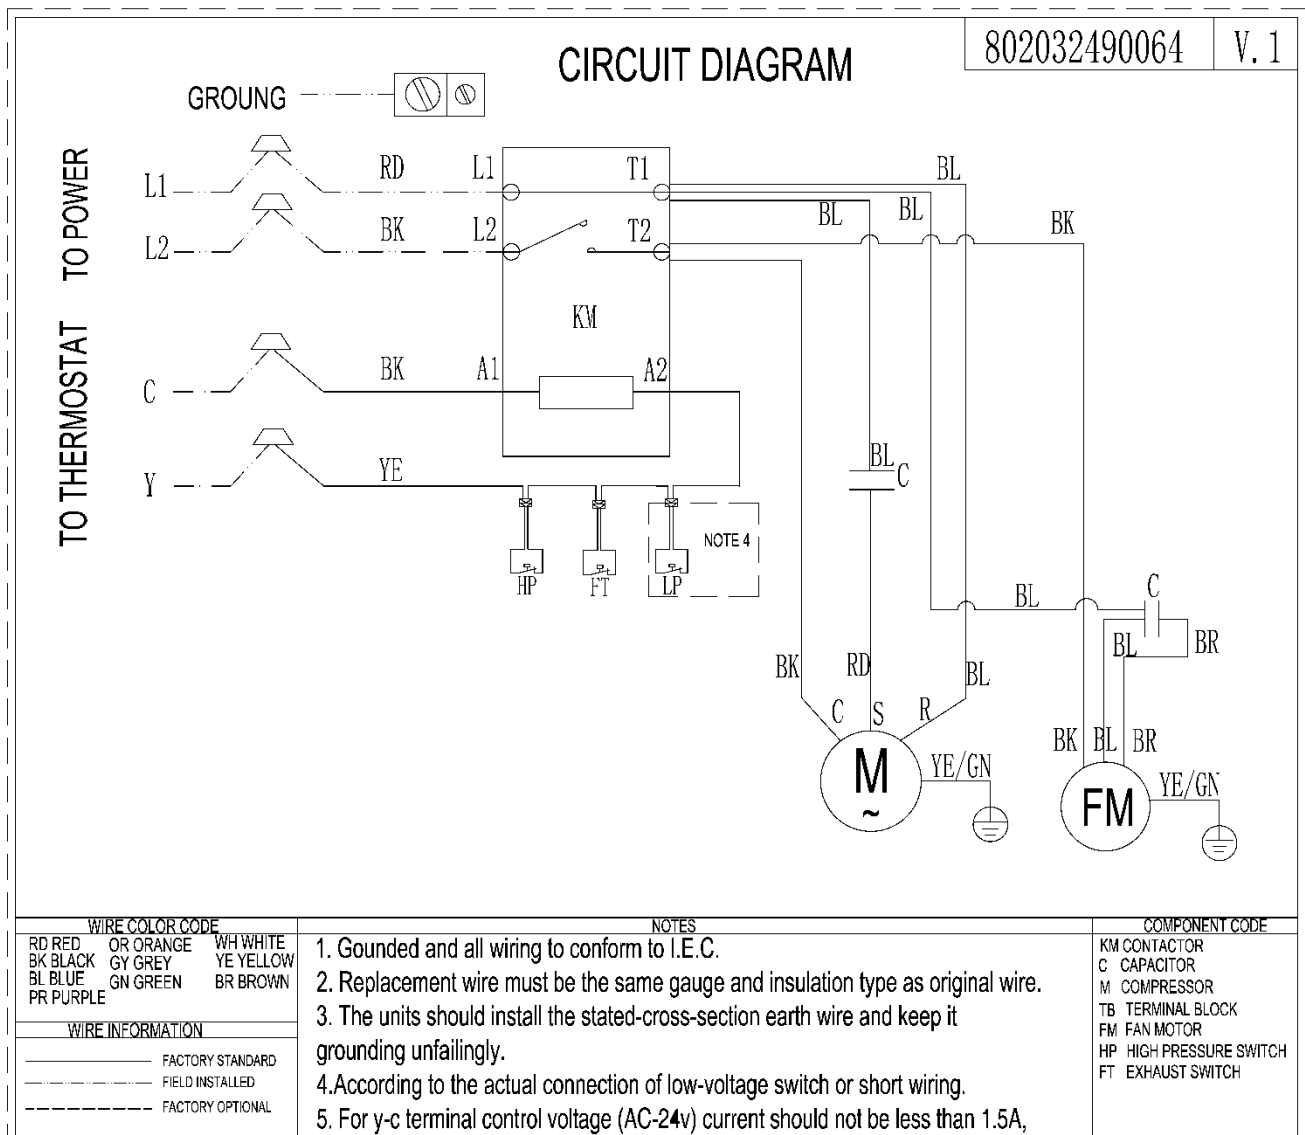 802032490064 V.1
CIRCUIT DIAGRAM
GROUNG
TO POWER
TO THERMOSTAT
L1 RD L1 T1 BL
BL BL
L2 BK L2 T2 BK
KM
C BK A1 A2
Y YE
BL C
NOTE 4
HP FT LP
BL C
BL BR
BK RD BL
C S R
BK BL BR
M
~
YE/GN
FM
YE/GN
WIRE COLOR CODE
RD RED OR ORANGE WH WHITE
BK BLACK GY GREY YE YELLOW
BL BLUE GN GREEN BR BROWN
PR PURPLE
WIRE INFORMATION
FACTORY STANDARD
FIELD INSTALLED
FACTORY OPTIONAL
NOTES
1. Gounded and all wiring to conform to I.E.C.
2. Replacement wire must be the same gauge and insulation type as original wire.
3. The units should install the stated-cross-section earth wire and keep it
grounding unfailingly.
4.According to the actual connection of low-voltage switch or short wiring.
5. For y-c terminal control voltage (AC-24v) current should not be less than 1.5A,
COMPONENT CODE
KM CONTACTOR
C CAPACITOR
M COMPRESSOR
TB TERMINAL BLOCK
FM FAN MOTOR
HP HIGH PRESSURE SWITCH
FT EXHAUST SWITCH